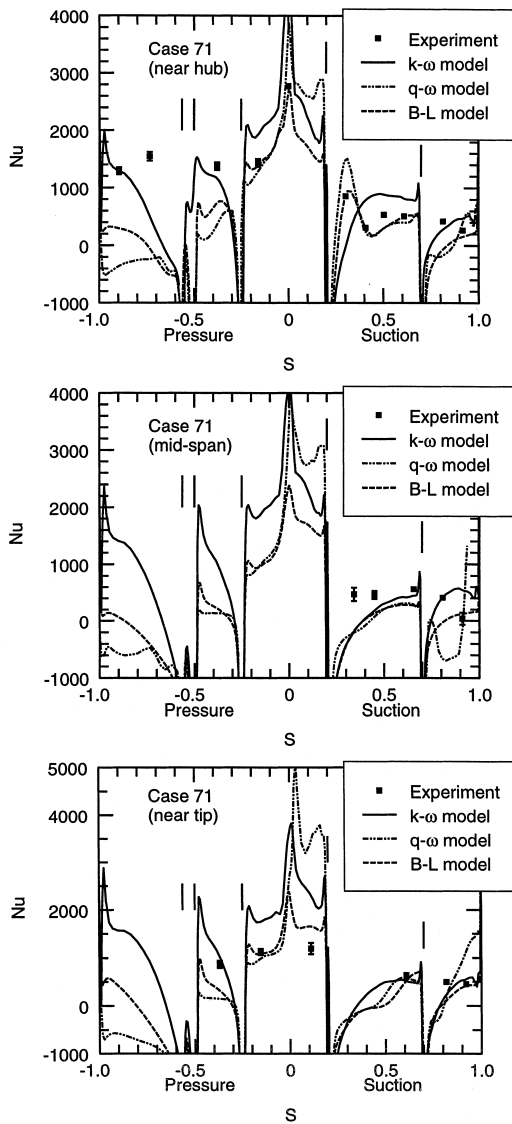 4000
Case 71
(near hub)
Experiment
k-ω model
q-ω model
B-L model
3000
2000
Nu
1000
0
-1000
-1.0 -0.5 0 0.5 1.0
Pressure Suction
S
4000
Case 71
(mid-span)
Experiment
k-ω model
q-ω model
B-L model
3000
2000
Nu
1000
0
-1000
-1.0 -0.5 0 0.5 1.0
Pressure Suction
S
5000
Case 71
(near tip)
Experiment
k-ω model
q-ω model
B-L model
4000
Nu
2000
0
-1000
-1.0 -0.5 0 0.5 1.0
Pressure Suction
S